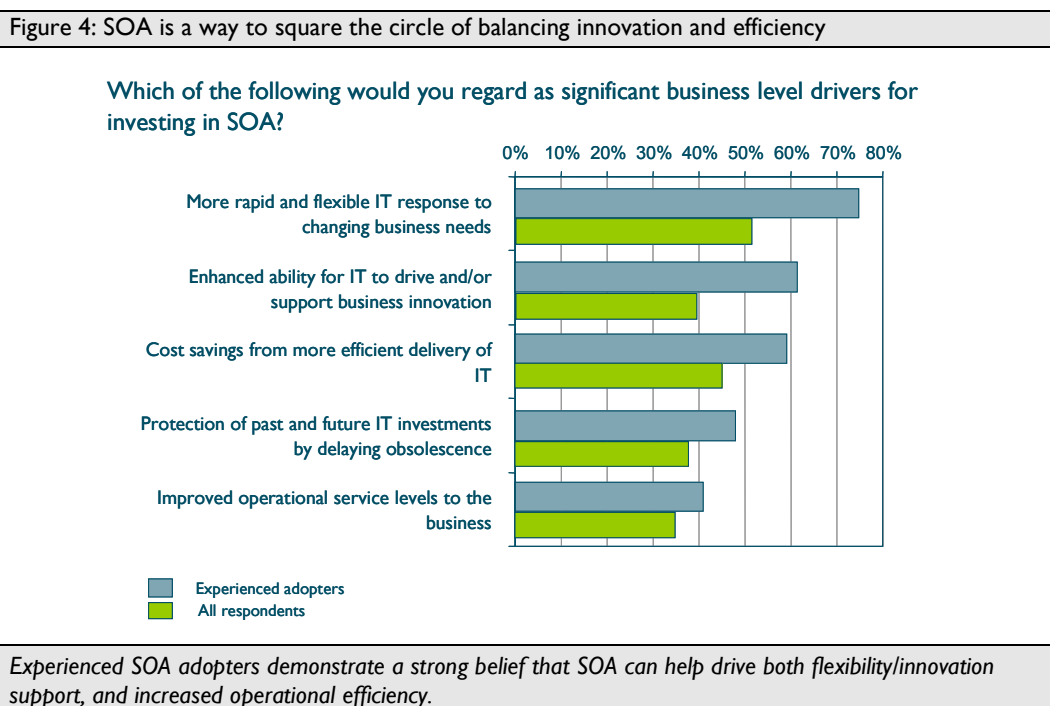 Figure 4: SOA is a way to square the circle of balancing innovation and efficiency
Which of the following would you regard as significant business level drivers for
investing in SOA?
0% 10% 20% 30% 40% 50% 60% 70% 80%
More rapid and flexible IT response to
changing business needs
Enhanced ability for IT to drive and/or
support business innovation
Cost savings from more efficient delivery of
IT
Protection of past and future IT investments
by delaying obsolescence
Improved operational service levels to the
business
Experienced adopters
All respondents
Experienced SOA adopters demonstrate a strong belief that SOA can help drive both flexibility/innovation
support, and increased operational efficiency.